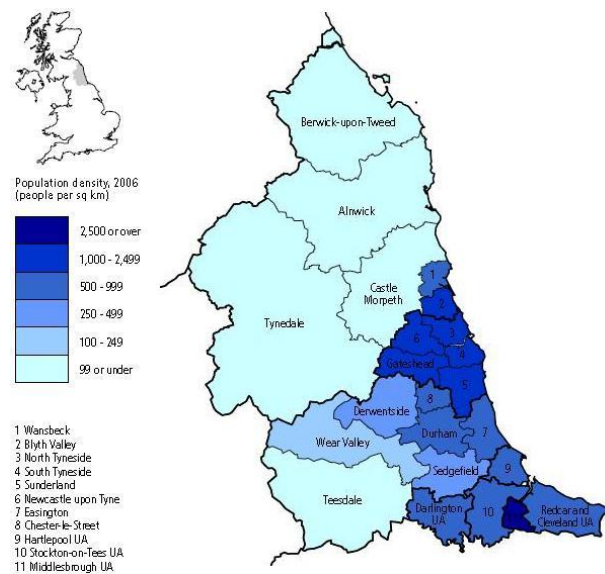 Population dansity, 2006
(people per sq km)
2,500 or over
1,000 - 2,499
500 - 999
250 - 499
100 - 249
99 or under
1 Wansbeck
2 Blyth Valley
3 North Tyneside
4 South Tyneside
5 Sunderland
6 Newcastle upon Tyne
7 Easington
8 Chester-le-Street
9 Hartlepool UA
10 Stockton-on-Tees UA
11 Middlesbrough UA
Berwick-upon-Tweed
Alnwick
Castle
Morpeth
Tynedale
1
2
3
6
4
Gateshead
5
Derwentside
8
Durham
7
Wear Valley
Sedgefield
9
Teesdale
Darlington
UA
10
Redcar and
Cleveland UA